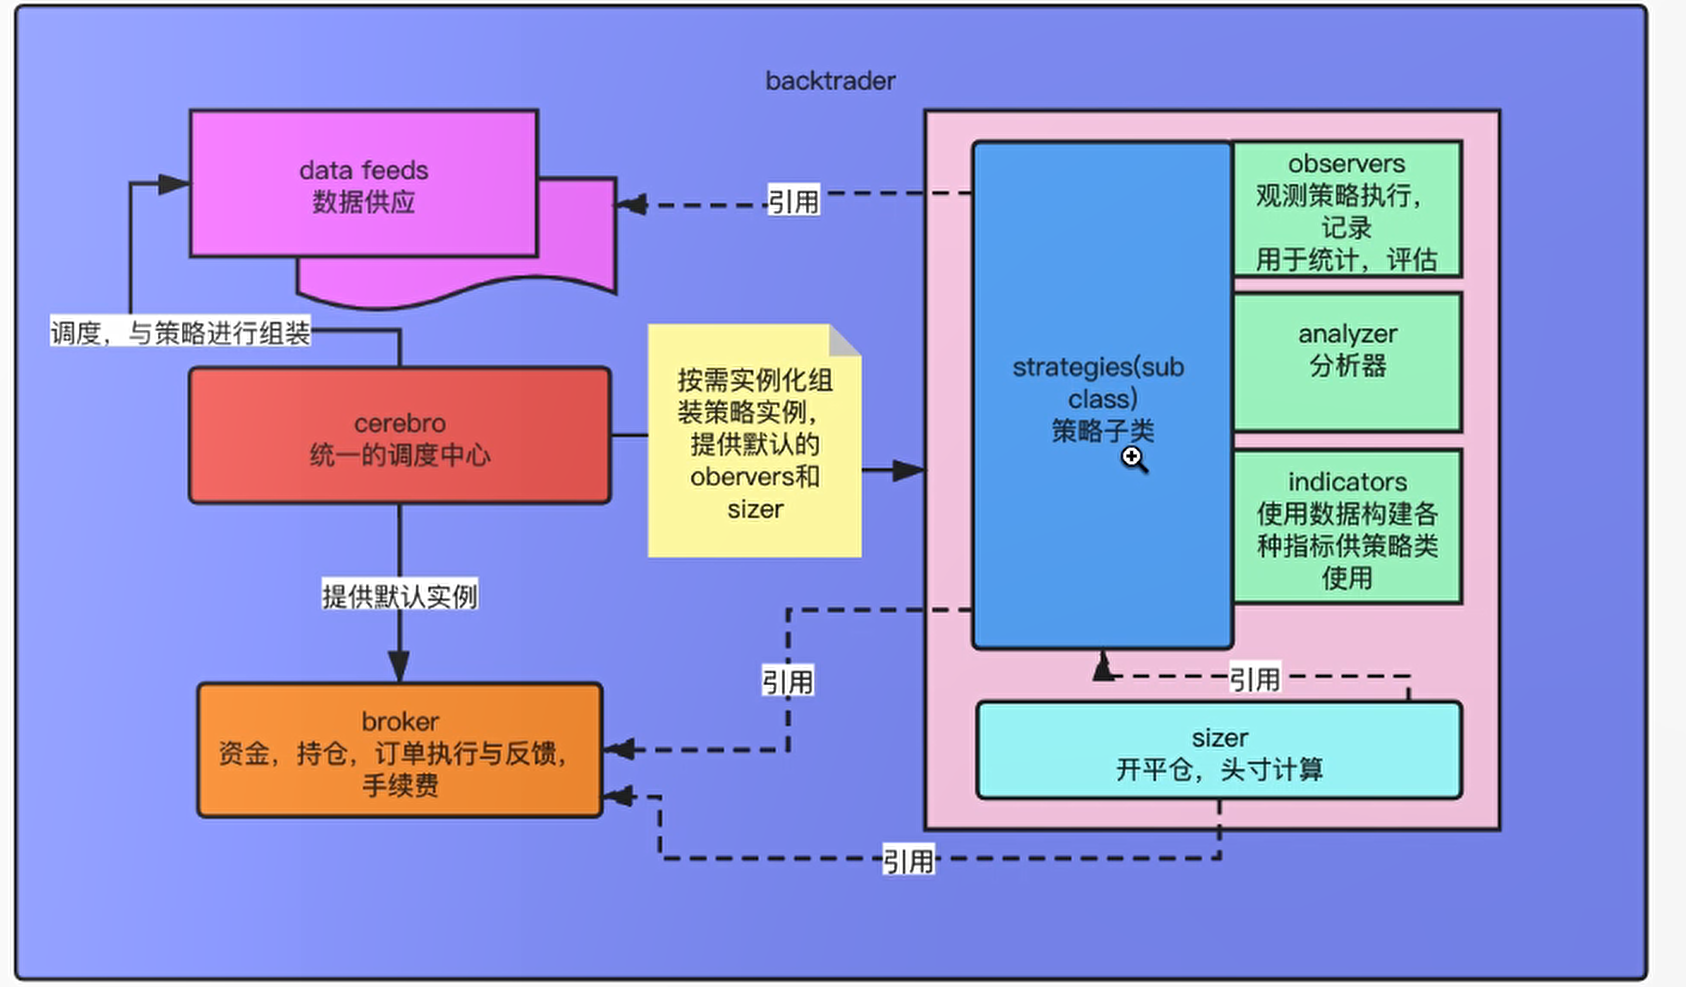 backtrader
data feeds
数据供应
引用
调度，与策略进行组装
cerebro
统一的调度中心
按需实例化组
装策略实例，
提供默认的
obervers和
sizer
提供默认实例
broker
资金，持仓，订单执行与反馈，
手续费
strategies(sub
class)
策略子类
observers
观测策略执行，
记录
用于统计，评估
analyzer
分析器
indicators
使用数据构建各
种指标供策略类
使用
引用
引用
sizer
开平仓，头寸计算
引用